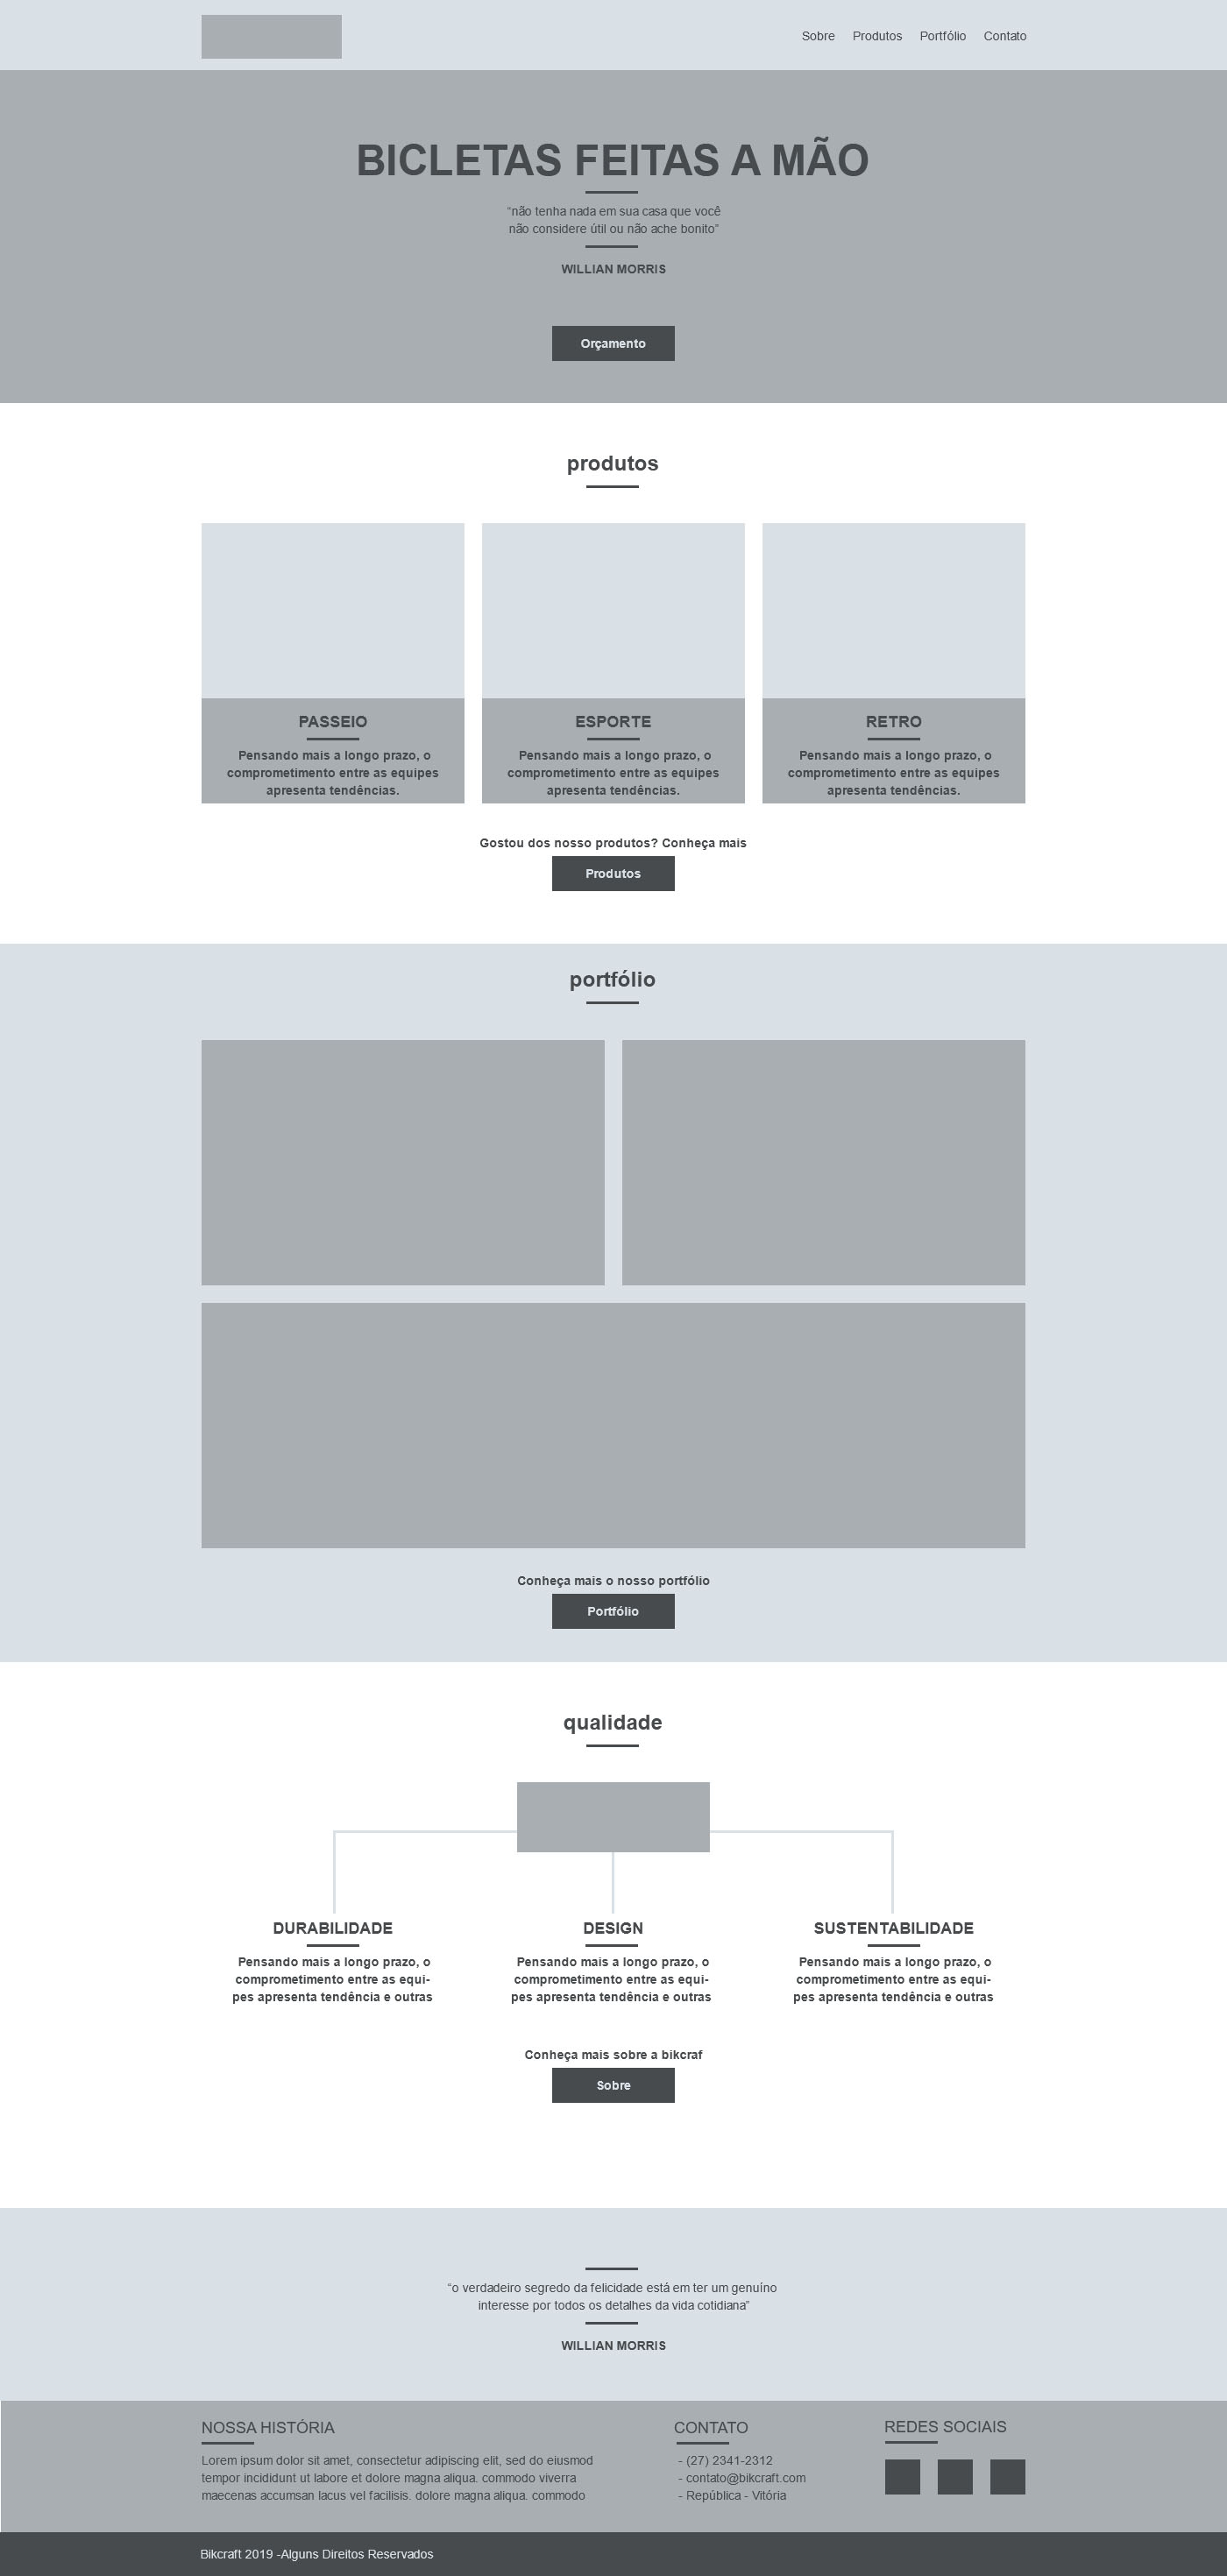 Sobre Produtos Portfólio Contato
BICLETAS FEITAS A MÃO
“não tenha nada em sua casa que você
não considere útil ou não ache bonito”
WILLIAN MORRIS
Orçamento
produtos
PASSEIO
Pensando mais a longo prazo, o
comprometimento entre as equipes
apresenta tendências.
ESPORTE
Pensando mais a longo prazo, o
comprometimento entre as equipes
apresenta tendências.
RETRO
Pensando mais a longo prazo, o
comprometimento entre as equipes
apresenta tendências.
Gostou dos nosso produtos? Conheça mais
Produtos
portfólio
Conheça mais o nosso portfólio
Portfólio
qualidade
DURABILIDADE
Pensando mais a longo prazo, o
comprometimento entre as equi-
pes apresenta tendência e outras
DESIGN
Pensando mais a longo prazo, o
comprometimento entre as equi-
pes apresenta tendência e outras
SUSTENTABILIDADE
Pensando mais a longo prazo, o
comprometimento entre as equi-
pes apresenta tendência e outras
Conheça mais sobre a bikcraf
Sobre
“o verdadeiro segredo da felicidade está em ter um genuíno
interesse por todos os detalhes da vida cotidiana”
WILLIAN MORRIS
NOSSA HISTÓRIA
Lorem ipsum dolor sit amet, consectetur adipiscing elit, sed do eiusmod
tempor incididunt ut labore et dolore magna aliqua. commodo viverra
maecenas accumsan lacus vel facilisis. dolore magna aliqua. commodo
CONTATO
- (27) 2341-2312
- contato@bikcraft.com
- República - Vitória
REDES SOCIAIS
Bikcraft 2019 -Alguns Direitos Reservados